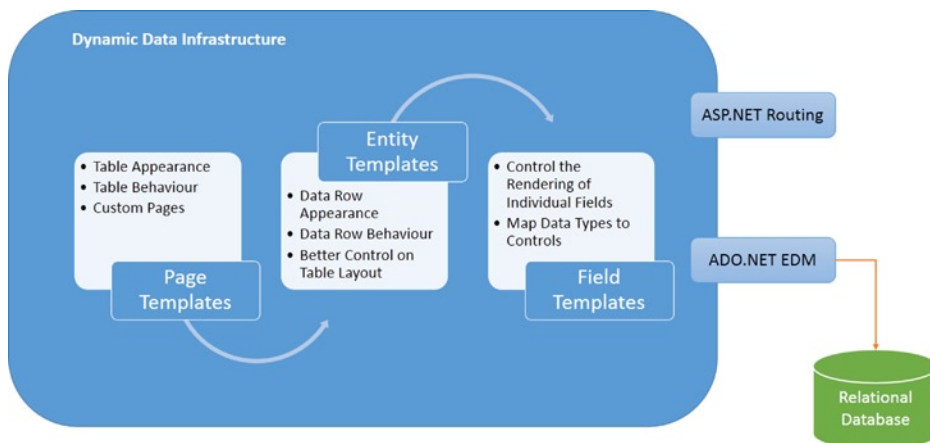 Dynamic Data Infrastructure
• Table Appearance
• Table Behaviour
• Custom Pages
Page
Templates
Entity
Templates
• Data Row
Appearance
• Data Row Behaviour
• Better Control on
Table Layout
• Control the
Rendering of
Individual Fields
• Map Data Types to
Controls
Field
Templates
ASP.NET Routing
ADO.NET EDM
Relational
Database